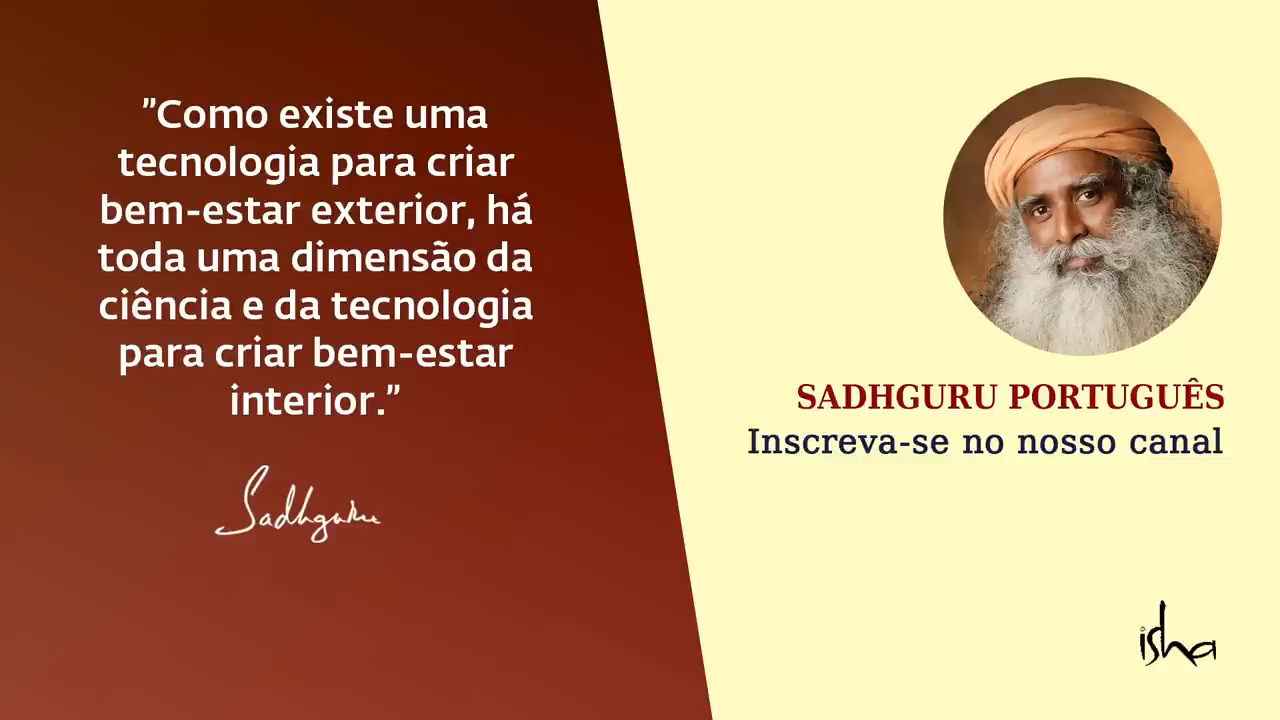 "Como existe uma
tecnologia para criar
bem-estar exterior, há
toda uma dimensão da
ciência e da tecnologia
para criar bem-estar
interior."
Sadhguru
SADHGURU PORTUGUÊS
Inscreva-se no nosso canal
isha